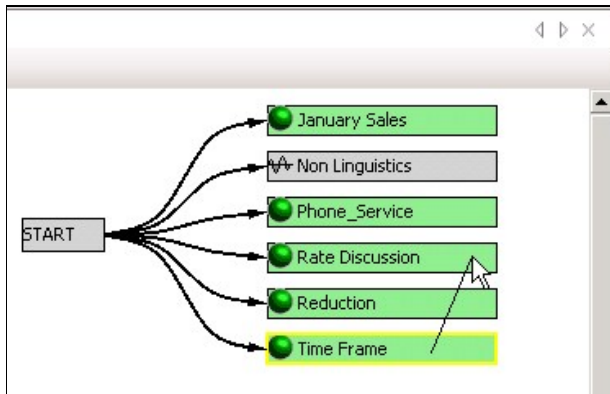 January Sales
Non Linguistics
Phone_Service
START
Rate Discussion
Reduction
Time Frame